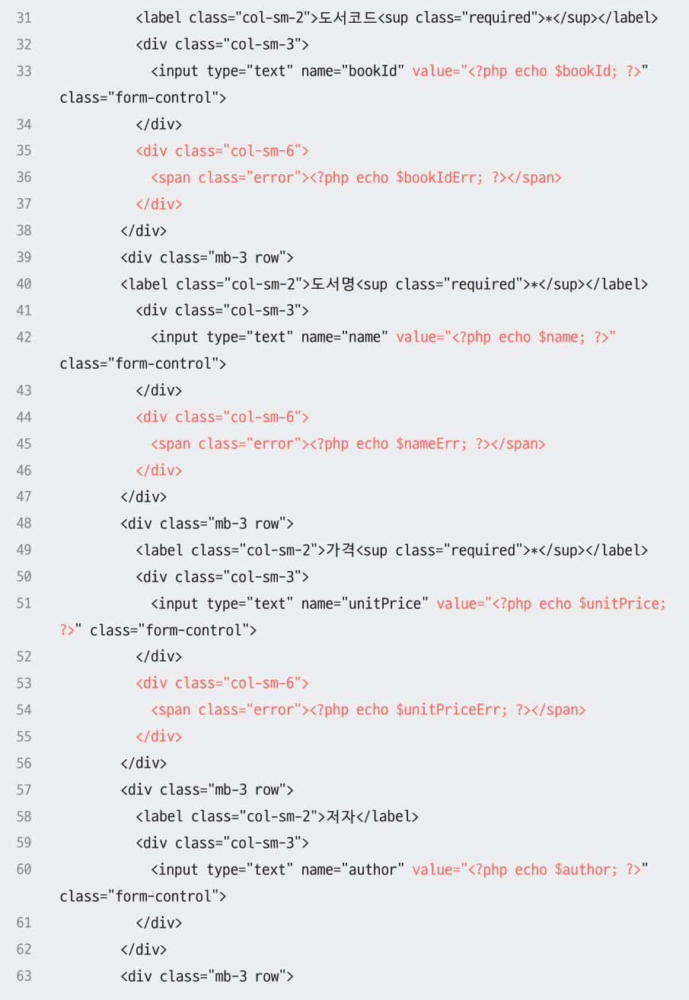 31 <label class="col-sm-2">도서코드<sup class="required">*</sup></label>
32 <div class="col-sm-3">
33 <input type="text" name="bookId" value="<?php echo $bookId; ?>"
class="form-control">
34 </div>
35 <div class="col-sm-6">
36 <span class="error"><?php echo $bookIdErr; ?></span>
37 </div>
38 </div>
39 <div class="mb-3 row">
40 <label class="col-sm-2">도서명<sup class="required">*</sup></label>
41 <div class="col-sm-3">
42 <input type="text" name="name" value="<?php echo $name; ?>"
class="form-control">
43 </div>
44 <div class="col-sm-6">
45 <span class="error"><?php echo $nameErr; ?></span>
46 </div>
47 </div>
48 <div class="mb-3 row">
49 <label class="col-sm-2">가격<sup class="required">*</sup></label>
50 <div class="col-sm-3">
51 <input type="text" name="unitPrice" value="<?php echo $unitPrice;
?>" class="form-control">
52 </div>
53 <div class="col-sm-6">
54 <span class="error"><?php echo $unitPriceErr; ?></span>
55 </div>
56 </div>
57 <div class="mb-3 row">
58 <label class="col-sm-2">저자</label>
59 <div class="col-sm-3">
60 <input type="text" name="author" value="<?php echo $author; ?>"
class="form-control">
61 </div>
62 </div>
63 <div class="mb-3 row">